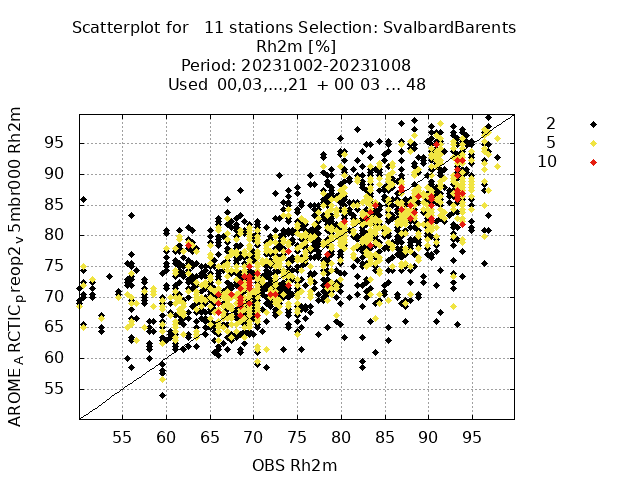 Scatterplot for   11 stations Selection: SvalbardBarents
Rh2m [%]
Period: 20231002-20231008
Used  00,03,...,21 + 00 03 ... 48
2
5
10
95
90
85
80
75
70
65
60
55
AROME_ARCTIC_preop2_v5mbr000 Rh2m
55 60 65 70 75 80 85 90 95
OBS Rh2m